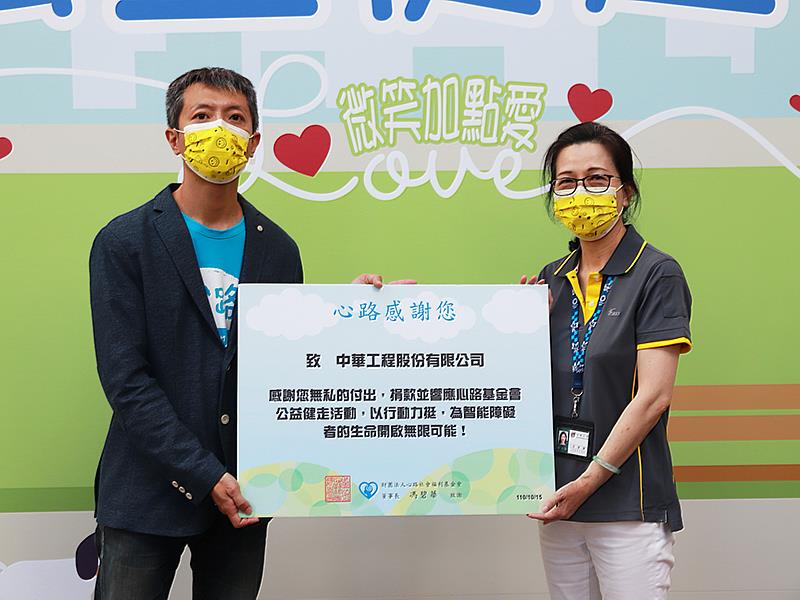 微笑加點愛
Love
路
心路感謝您
致 中華工程股份有限公司
感謝您無私的付出，捐款並響應心路基金會
公益健走活動，以行動力挺，為智能障礙
者的生命開啟無限可能！
財團法人心路社會福利基金會
董事長 馮碧華 致謝
110/10/15